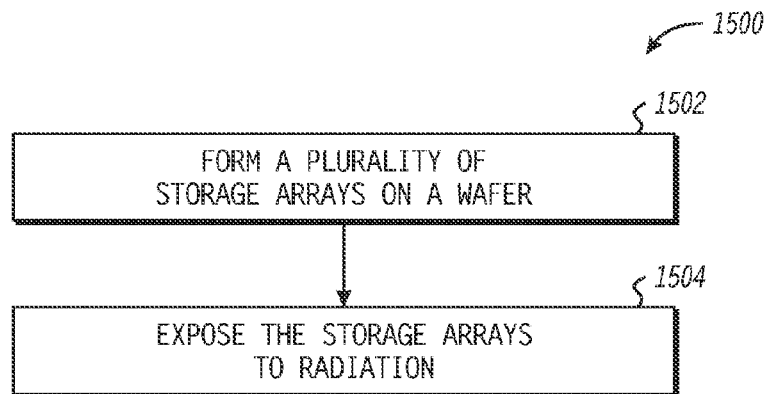 1500
1502
FORM A PLURALITY OF
STORAGE ARRAYS ON A WAFER
1504
EXPOSE THE STORAGE ARRAYS
TO RADIATION